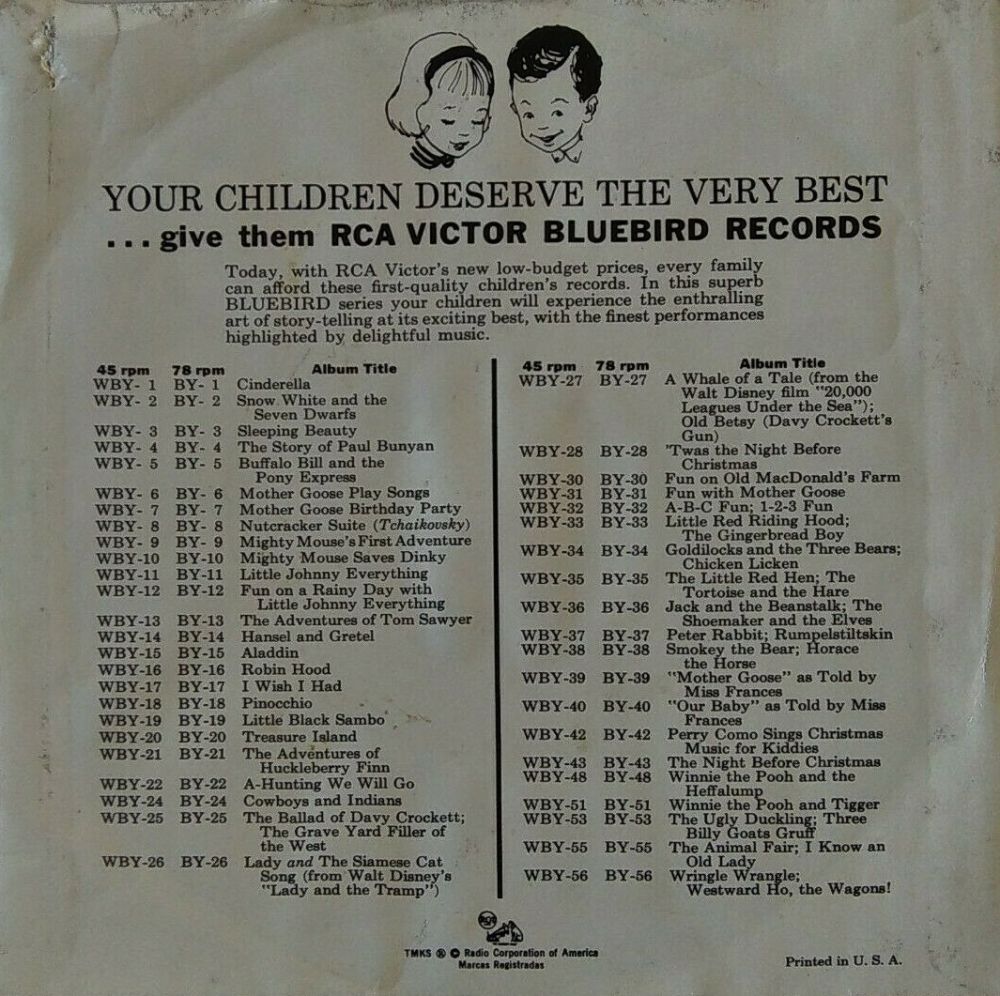 YOUR CHILDREN DESERVE THE VERY BEST
...give them RCA VICTOR BLUEBIRD RECORDS
Today, with RCA Victor's new low-budget prices, every family
can afford these first-quality children's records. In this superb
BLUEBIRD series your children will experience the enthralling
art of story-telling at its exciting best, with the finest performances
highlighted by delightful music.
45 rpm 78 rpm Album Title
WBY- 1 BY- 1 Cinderella
WBY- 2 BY- 2 Snow White and the
Seven Dwarfs
WBY- 3 BY- 3 Sleeping Beauty
WBY- 4 BY- 4 The Story of Paul Bunyan
WBY- 5 BY- 5 Buffalo Bill and the
Pony Express
WBY- 6 BY- 6 Mother Goose Play Songs
WBY- 7 BY- 7 Mother Goose Birthday Party
WBY- 8 BY- 8 Nutcracker Suite (Tchaikovsky)
WBY- 9 BY- 9 Mighty Mouse's First Adventure
WBY-10 BY-10 Mighty Mouse Saves Dinky
WBY-11 BY-11 Little Johnny Everything
WBY-12 BY-12 Fun on a Rainy Day with
Little Johnny Everything
WBY-13 BY-13 The Adventures of Tom Sawyer
WBY-14 BY-14 Hansel and Gretel
WBY-15 BY-15 Aladdin
WBY-16 BY-16 Robin Hood
WBY-17 BY-17 I Wish I Had
WBY-18 BY-18 Pinocchio
WBY-19 BY-19 Little Black Sambo
WBY-20 BY-20 Treasure Island
WBY-21 BY-21 The Adventures of
Huckleberry Finn
WBY-22 BY-22 A-Hunting We Will Go
WBY-24 BY-24 Cowboys and Indians
WBY-25 BY-25 The Ballad of Davy Crockett;
The Grave Yard Filler of
the West
WBY-26 BY-26 Lady and The Siamese Cat
Song (from Walt Disney's
"Lady and the Tramp")
45 rpm 78 rpm Album Title
WBY-27 BY-27 A Whale of a Tale (from the
Walt Disney film "20,000
Leagues Under the Sea");
Old Betsy (Davy Crockett's
Gun)
WBY-28 BY-28 'Twas the Night Before
Christmas
WBY-30 BY-30 Fun on Old MacDonald's Farm
WBY-31 BY-31 Fun with Mother Goose
WBY-32 BY-32 A-B-C Fun; 1-2-3 Fun
WBY-33 BY-33 Little Red Riding Hood;
The Gingerbread Boy
WBY-34 BY-34 Goldilocks and the Three Bears;
Chicken Licken
WBY-35 BY-35 The Little Red Hen; The
Tortoise and the Hare
WBY-36 BY-36 Jack and the Beanstalk; The
Shoemaker and the Elves
WBY-37 BY-37 Peter Rabbit; Rumpelstiltskin
WBY-38 BY-38 Smokey the Bear; Horace
the Horse
WBY-39 BY-39 "Mother Goose" as Told by
Miss Frances
WBY-40 BY-40 "Our Baby" as Told by Miss
Frances
WBY-42 BY-42 Perry Como Sings Christmas
Music for Kiddies
WBY-43 BY-43 The Night Before Christmas
WBY-48 BY-48 Winnie the Pooh and the
Heffalump
WBY-51 BY-51 Winnie the Pooh and Tigger
WBY-53 BY-53 The Ugly Duckling; Three
Billy Goats Gruff
WBY-55 BY-55 The Animal Fair; I Know an
Old Lady
WBY-56 BY-56 Wringle Wrangle;
Westward Ho, the Wagons!
RCA
TMKS ® © Radio Corporation of America
Marcas Registradas
Printed in U. S. A.